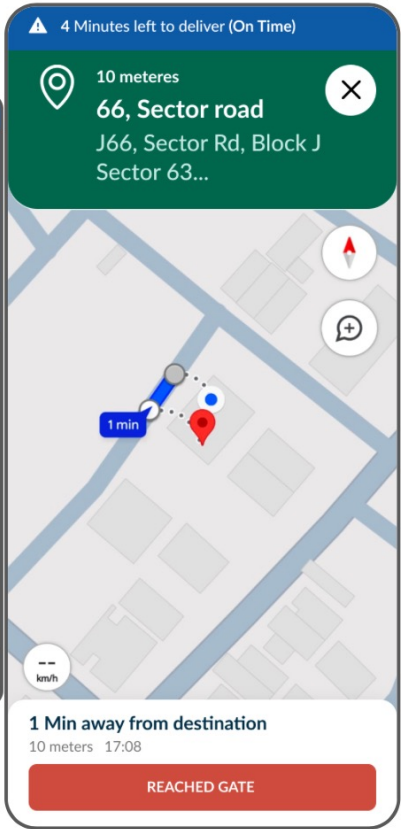 4 Minutes left to deliver (On Time)
10 meteres
66, Sector road
J66, Sector Rd, Block J
Sector 63...
1 min
--
km/h
1 Min away from destination
10 meters 17:08
REACHED GATE